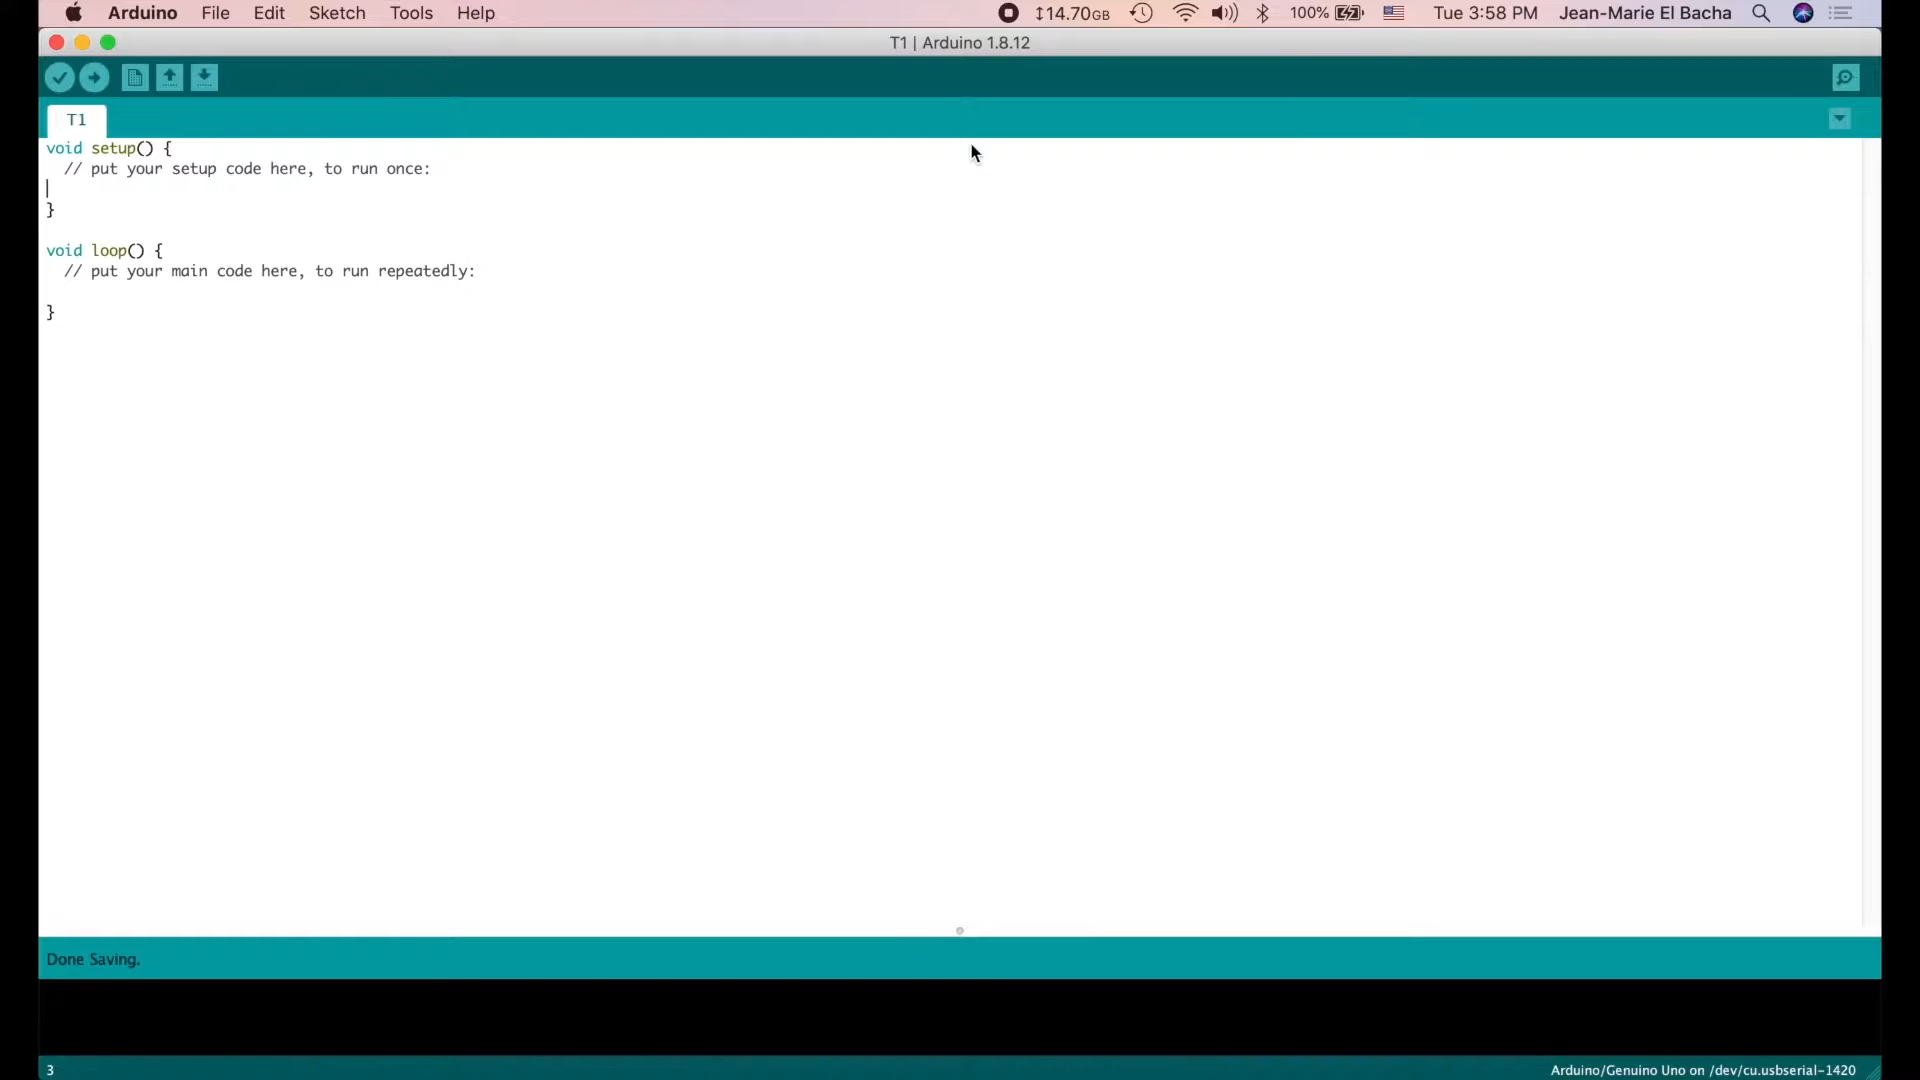 Arduino File Edit Sketch Tools Help 14.70GB 100% Tue 3:58 PM Jean-Marie El Bacha
T1 | Arduino 1.8.12
T1
void setup() {
  // put your setup code here, to run once:
}
void loop() {
  // put your main code here, to run repeatedly:
}
Done Saving.
3 Arduino/Genuino Uno on /dev/cu.usbserial-1420